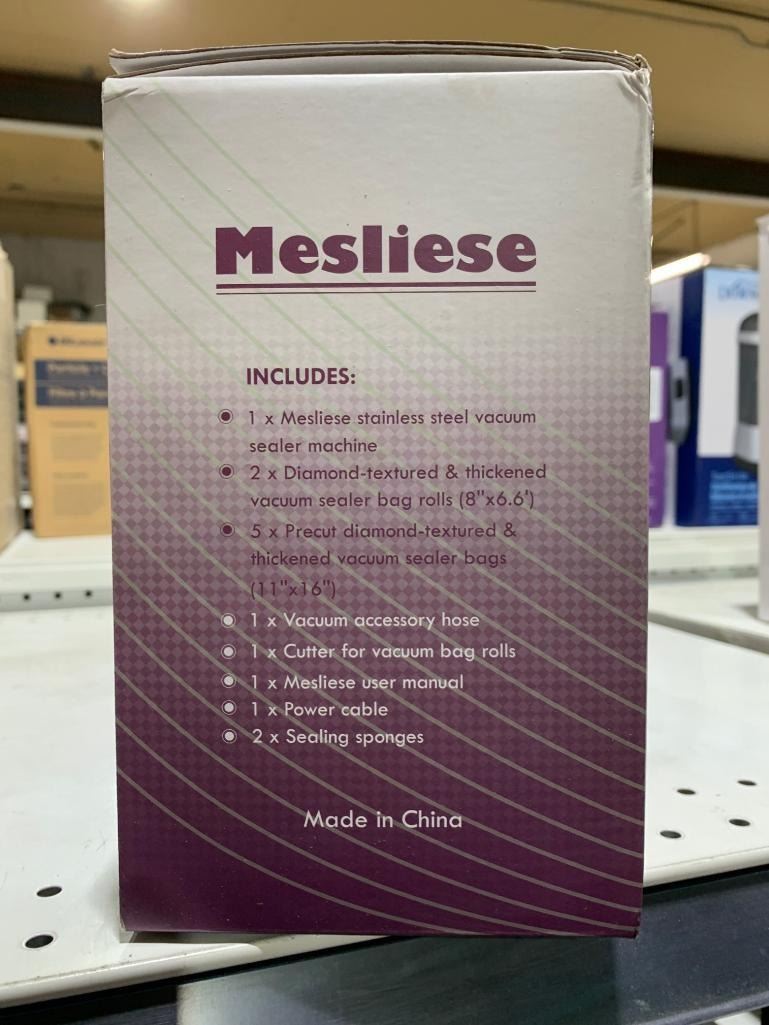 Mesliese
INCLUDES:
◉ 1 x Mesliese stainless steel vacuum
sealer machine
◉ 2 x Diamond-textured & thickened
vacuum sealer bag rolls (8"x6.6')
◉ 5 x Precut diamond-textured &
thickened vacuum sealer bags
(11"x16")
◉ 1 x Vacuum accessory hose
◉ 1 x Cutter for vacuum bag rolls
◉ 1 x Mesliese user manual
◉ 1 x Power cable
◉ 2 x Sealing sponges
Made in China